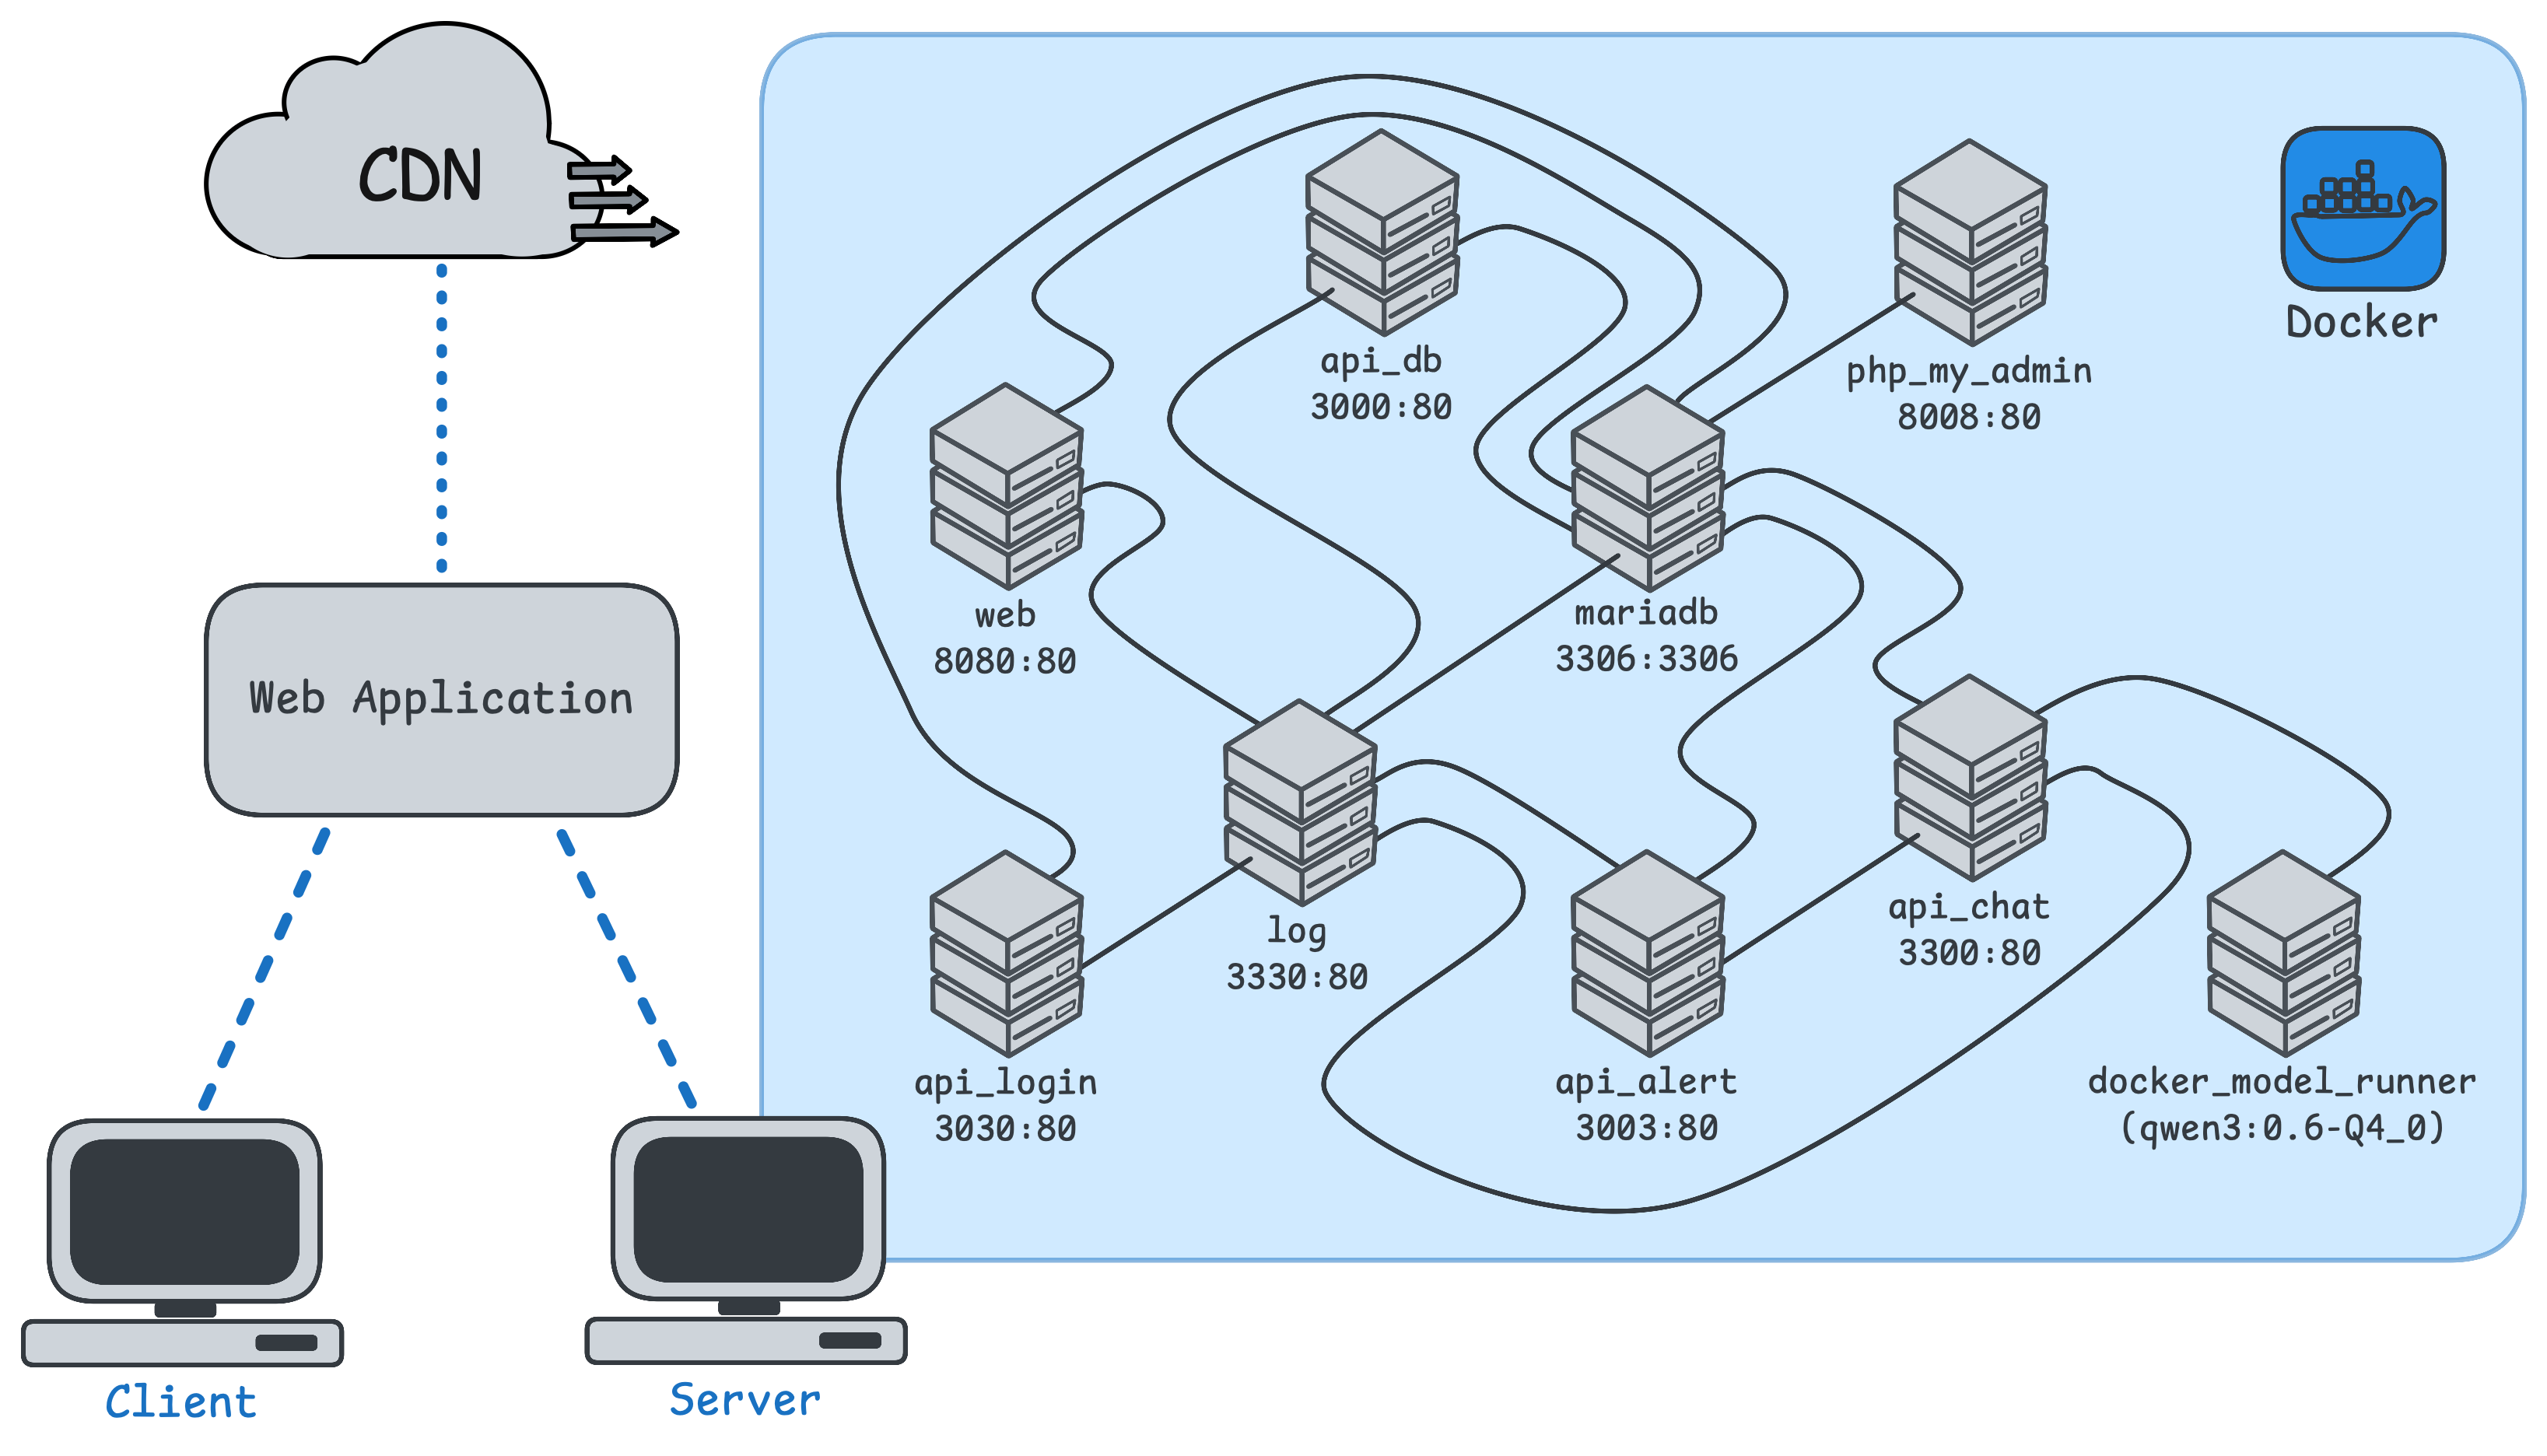 CDN
Web Application
Client
Server
Docker
api_db
3000:80
php_my_admin
8008:80
web
8080:80
mariadb
3306:3306
log
3330:80
api_chat
3300:80
api_login
3030:80
api_alert
3003:80
docker_model_runner
(qwen3:0.6-Q4_0)